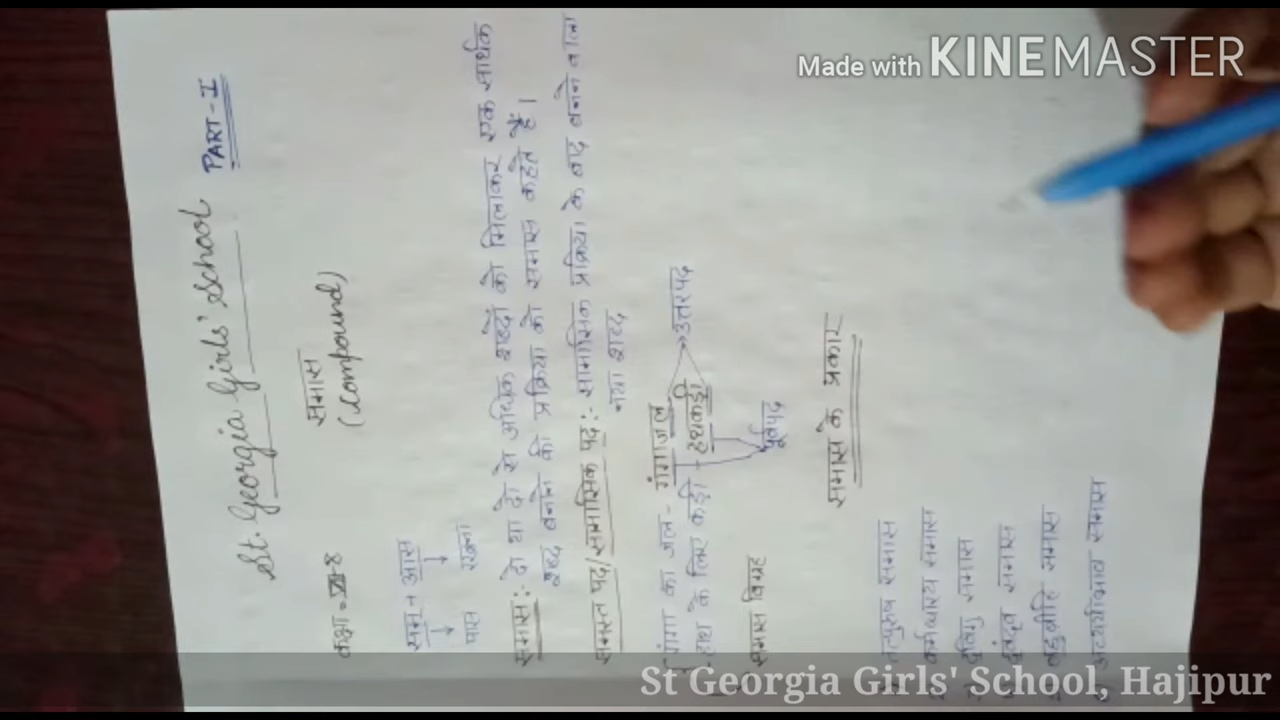 Made with KINEMASTER
St. Georgia Girls' School PART-I
समास
(Compound)
कक्षा =
सम् + आस
पास रखना
समास: दो या दो से अधिक शब्दों को मिलाकर एक सार्थक
शब्द बनाने की प्रक्रिया को समास कहते हैं।
समस्त पद/सामासिक पद: सामासिक प्रक्रिया के बाद बनने वाला
नया शब्द
गंगा का जल - गंगाजल
हाथ के लिए कड़ी - हथकड़ी
उत्तरपद
पूर्वपद
समास विग्रह
समास के प्रकार
तत्पुरुष समास
कर्मधारय समास
द्विगु समास
द्वंद्व समास
बहुब्रीहि समास
अव्ययीभाव समास
St Georgia Girls' School, Hajipur